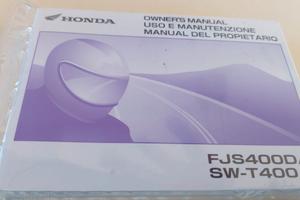 HONDA
OWNER'S MANUAL
USO E MANUTENZIONE
MANUAL DEL PROPIETARIO
FJS400D/
SW-T400